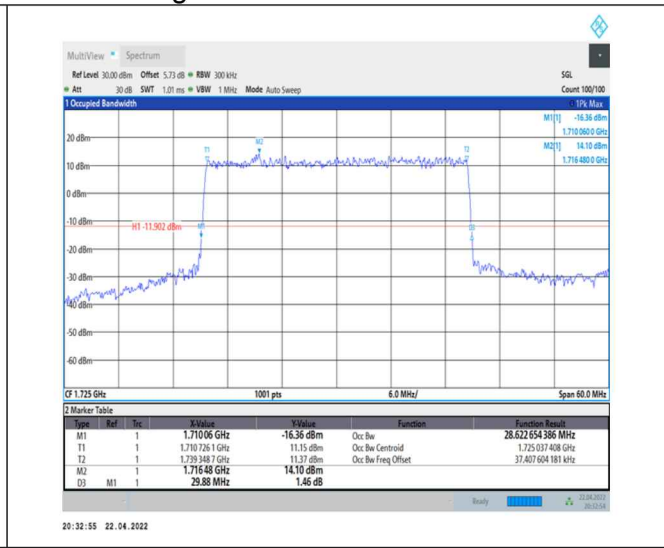 MultiView Spectrum
Ref Level 30.00 dBm Offset 5.73 dB RBW 300 kHz SGL
Att 30 dB SWT 1.01 ms VBW 1 MHz Mode Auto Sweep Count 100/100
1 Occupied Bandwidth 1Pk Max
M1[1] -16.36 dBm
1.710 060 0 GHz
M2[1] 14.10 dBm
1.716 480 0 GHz
20 dBm
M2
T1 T2
10 dBm
0 dBm
-10 dBm
H1 -11.902 dBm M1 D3
-20 dBm
-30 dBm
-40 dBm
-50 dBm
-60 dBm
CF 1.725 GHz 1001 pts 6.0 MHz/ Span 60.0 MHz
2 Marker Table
Type Ref Trc X-Value Y-Value Function Function Result
M1 1 1.710 06 GHz -16.36 dBm Occ Bw 28.622 654 386 MHz
T1 1 1.710 726 1 GHz 11.15 dBm Occ Bw Centroid 1.725 037 408 GHz
T2 1 1.739 348 7 GHz 11.37 dBm Occ Bw Freq Offset 37.407 604 181 kHz
M2 1 1.716 48 GHz 14.10 dBm
D3 M1 1 29.88 MHz 1.46 dB
Ready 22.04.2022
20:32:54
20:32:55 22.04.2022